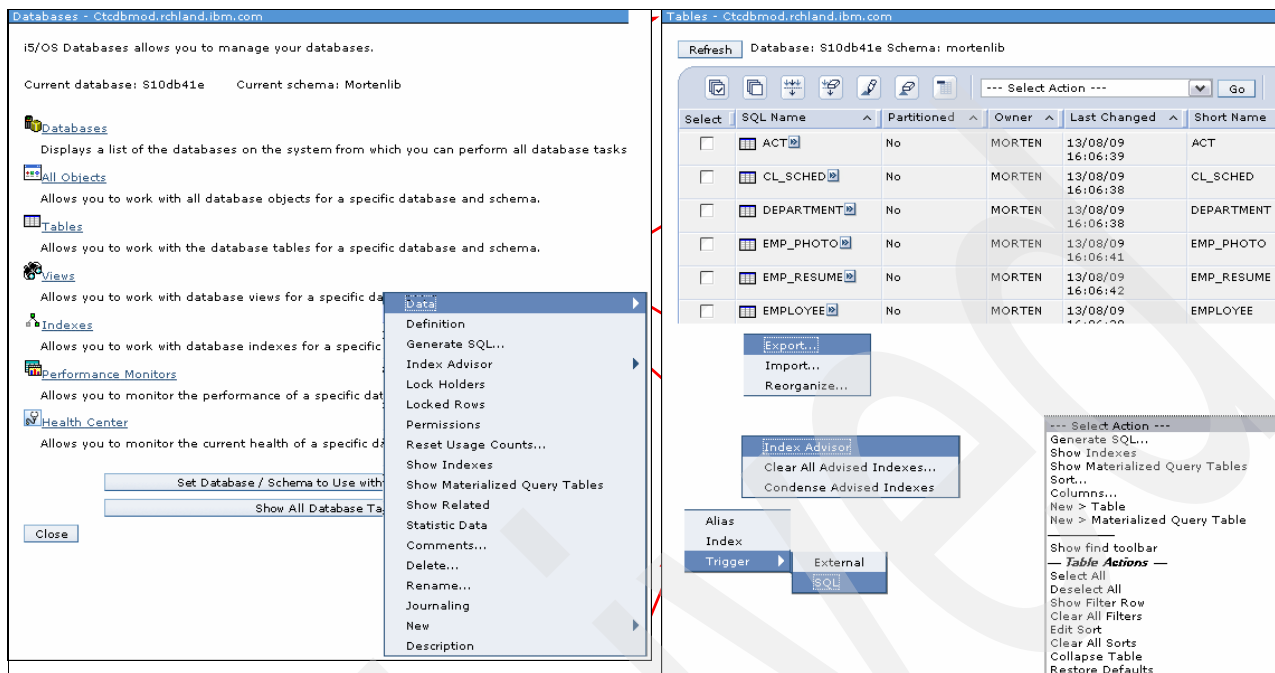 Databases - Ctcdbmod.rchland.ibm.com
i5/OS Databases allows you to manage your databases.
Current database: S10db41e Current schema: Mortenlib
Databases
Displays a list of the databases on the system from which you can perform all database tasks
All Objects
Allows you to work with all database objects for a specific database and schema.
Tables
Allows you to work with the database tables for a specific database and schema.
Views
Allows you to work with database views for a specific da
Indexes
Allows you to work with database indexes for a specific
Performance Monitors
Allows you to monitor the performance of a specific dat
Health Center
Allows you to monitor the current health of a specific da
Set Database / Schema to Use with
Show All Database Ta
Close
Data
Definition
Generate SQL...
Index Advisor
Lock Holders
Locked Rows
Permissions
Reset Usage Counts...
Show Indexes
Show Materialized Query Tables
Show Related
Statistic Data
Comments...
Delete...
Rename...
Journaling
New
Description
Tables - Ctcdbmod.rchland.ibm.com
Refresh Database: S10db41e Schema: mortenlib
--- Select Action --- Go
Select SQL Name Partitioned Owner Last Changed Short Name
ACT No MORTEN 13/08/09 16:06:39 ACT
CL_SCHED No MORTEN 13/08/09 16:06:38 CL_SCHED
DEPARTMENT No MORTEN 13/08/09 16:06:38 DEPARTMENT
EMP_PHOTO No MORTEN 13/08/09 16:06:41 EMP_PHOTO
EMP_RESUME No MORTEN 13/08/09 16:06:42 EMP_RESUME
EMPLOYEE No MORTEN 13/08/09 EMPLOYEE
Export...
Import...
Reorganize...
Index Advisor
Clear All Advised Indexes...
Condense Advised Indexes
Alias
Index
Trigger
External
SQL
--- Select Action ---
Generate SQL...
Show Indexes
Show Materialized Query Tables
Sort...
Columns...
New > Table
New > Materialized Query Table
Show find toolbar
— Table Actions —
Select All
Deselect All
Show Filter Row
Clear All Filters
Edit Sort
Clear All Sorts
Collapse Table
Restore Defaults